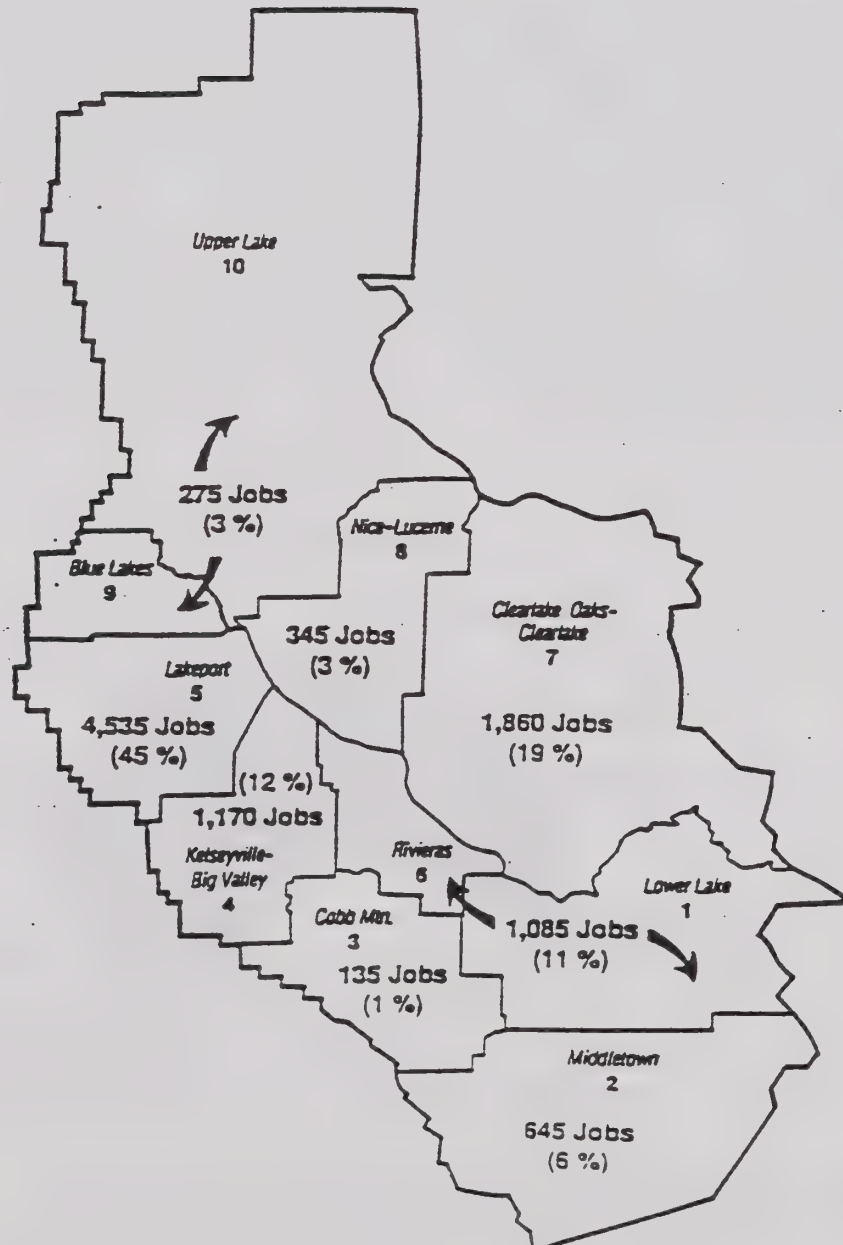 Upper Lake
10
275 Jobs
(3 %)
Nice-Lucerne
8
Blue Lakes
9
Clearlake Oaks-
Clearlake
7
345 Jobs
(3 %)
Lakeport
5
4,535 Jobs
(45 %)
1,860 Jobs
(19 %)
(12 %)
1,170 Jobs
Kelseyville-
Big Valley
4
Rivieras
6
Lower Lake
1
Cobb Mtn.
3
1,085 Jobs
(11 %)
135 Jobs
(1 %)
Middletown
2
645 Jobs
(6 %)